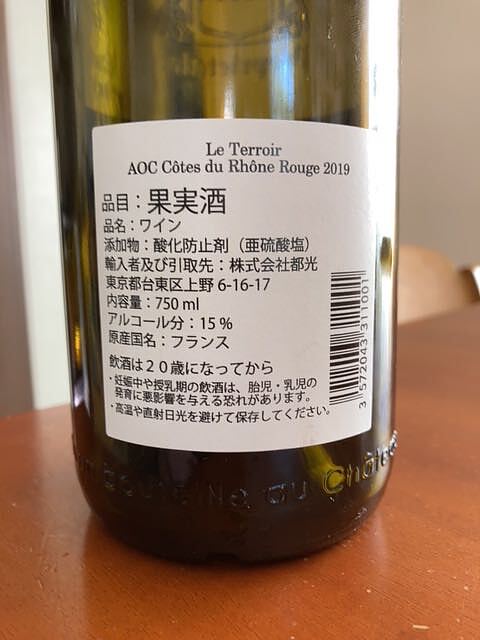 Le Terroir
AOC Côtes du Rhône Rouge 2019
品目：果実酒
品名：ワイン
添加物：酸化防止剤（亜硫酸塩）
輸入者及び引取先：株式会社都光
東京都台東区上野 6-16-17
内容量：750 ml
アルコール分：15 %
原産国名：フランス
飲酒は２０歳になってから
・妊娠中や授乳期の飲酒は、胎児・乳児の
発育に悪影響を与える恐れがあります。
・高温や直射日光を避けて保存してください。
3 572043 311001
du